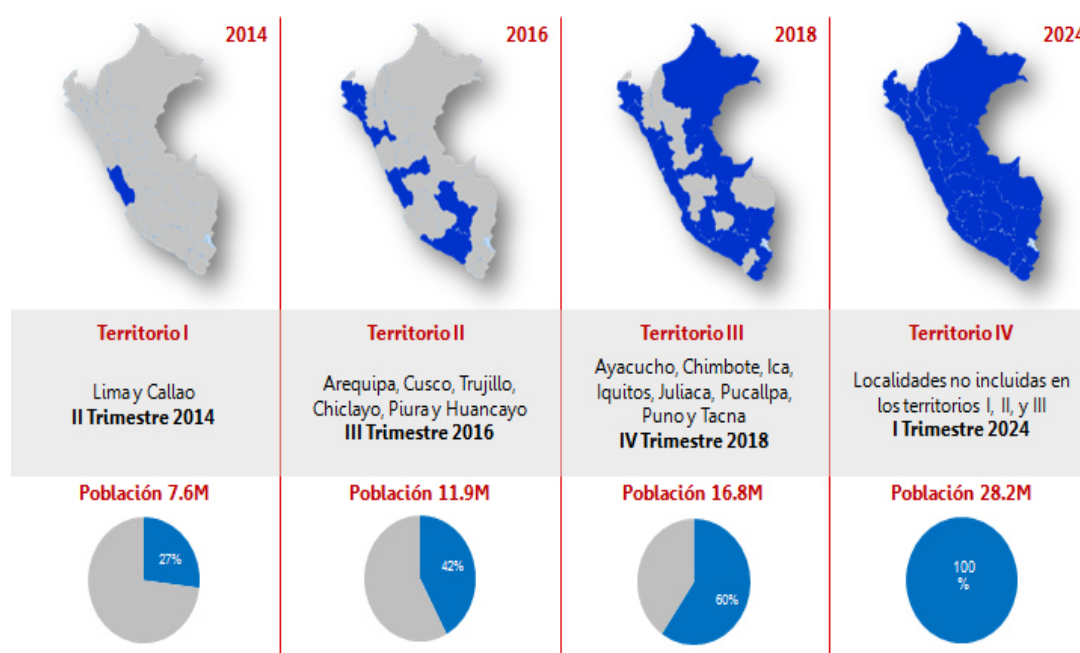 2014
2016
2018
2024
Territorio I
Lima y Callao
II Trimestre 2014
Territorio II
Arequipa, Cusco, Trujillo,
Chiclayo, Piura y Huancayo
III Trimestre 2016
Territorio III
Ayacucho, Chimbote, Ica,
Iquitos, Juliaca, Pucallpa,
Puno y Tacna
IV Trimestre 2018
Territorio IV
Localidades no incluidas en
los territorios I, II, y III
I Trimestre 2024
Población 7.6M
Población 11.9M
Población 16.8M
Población 28.2M
27%
42%
60%
100
%